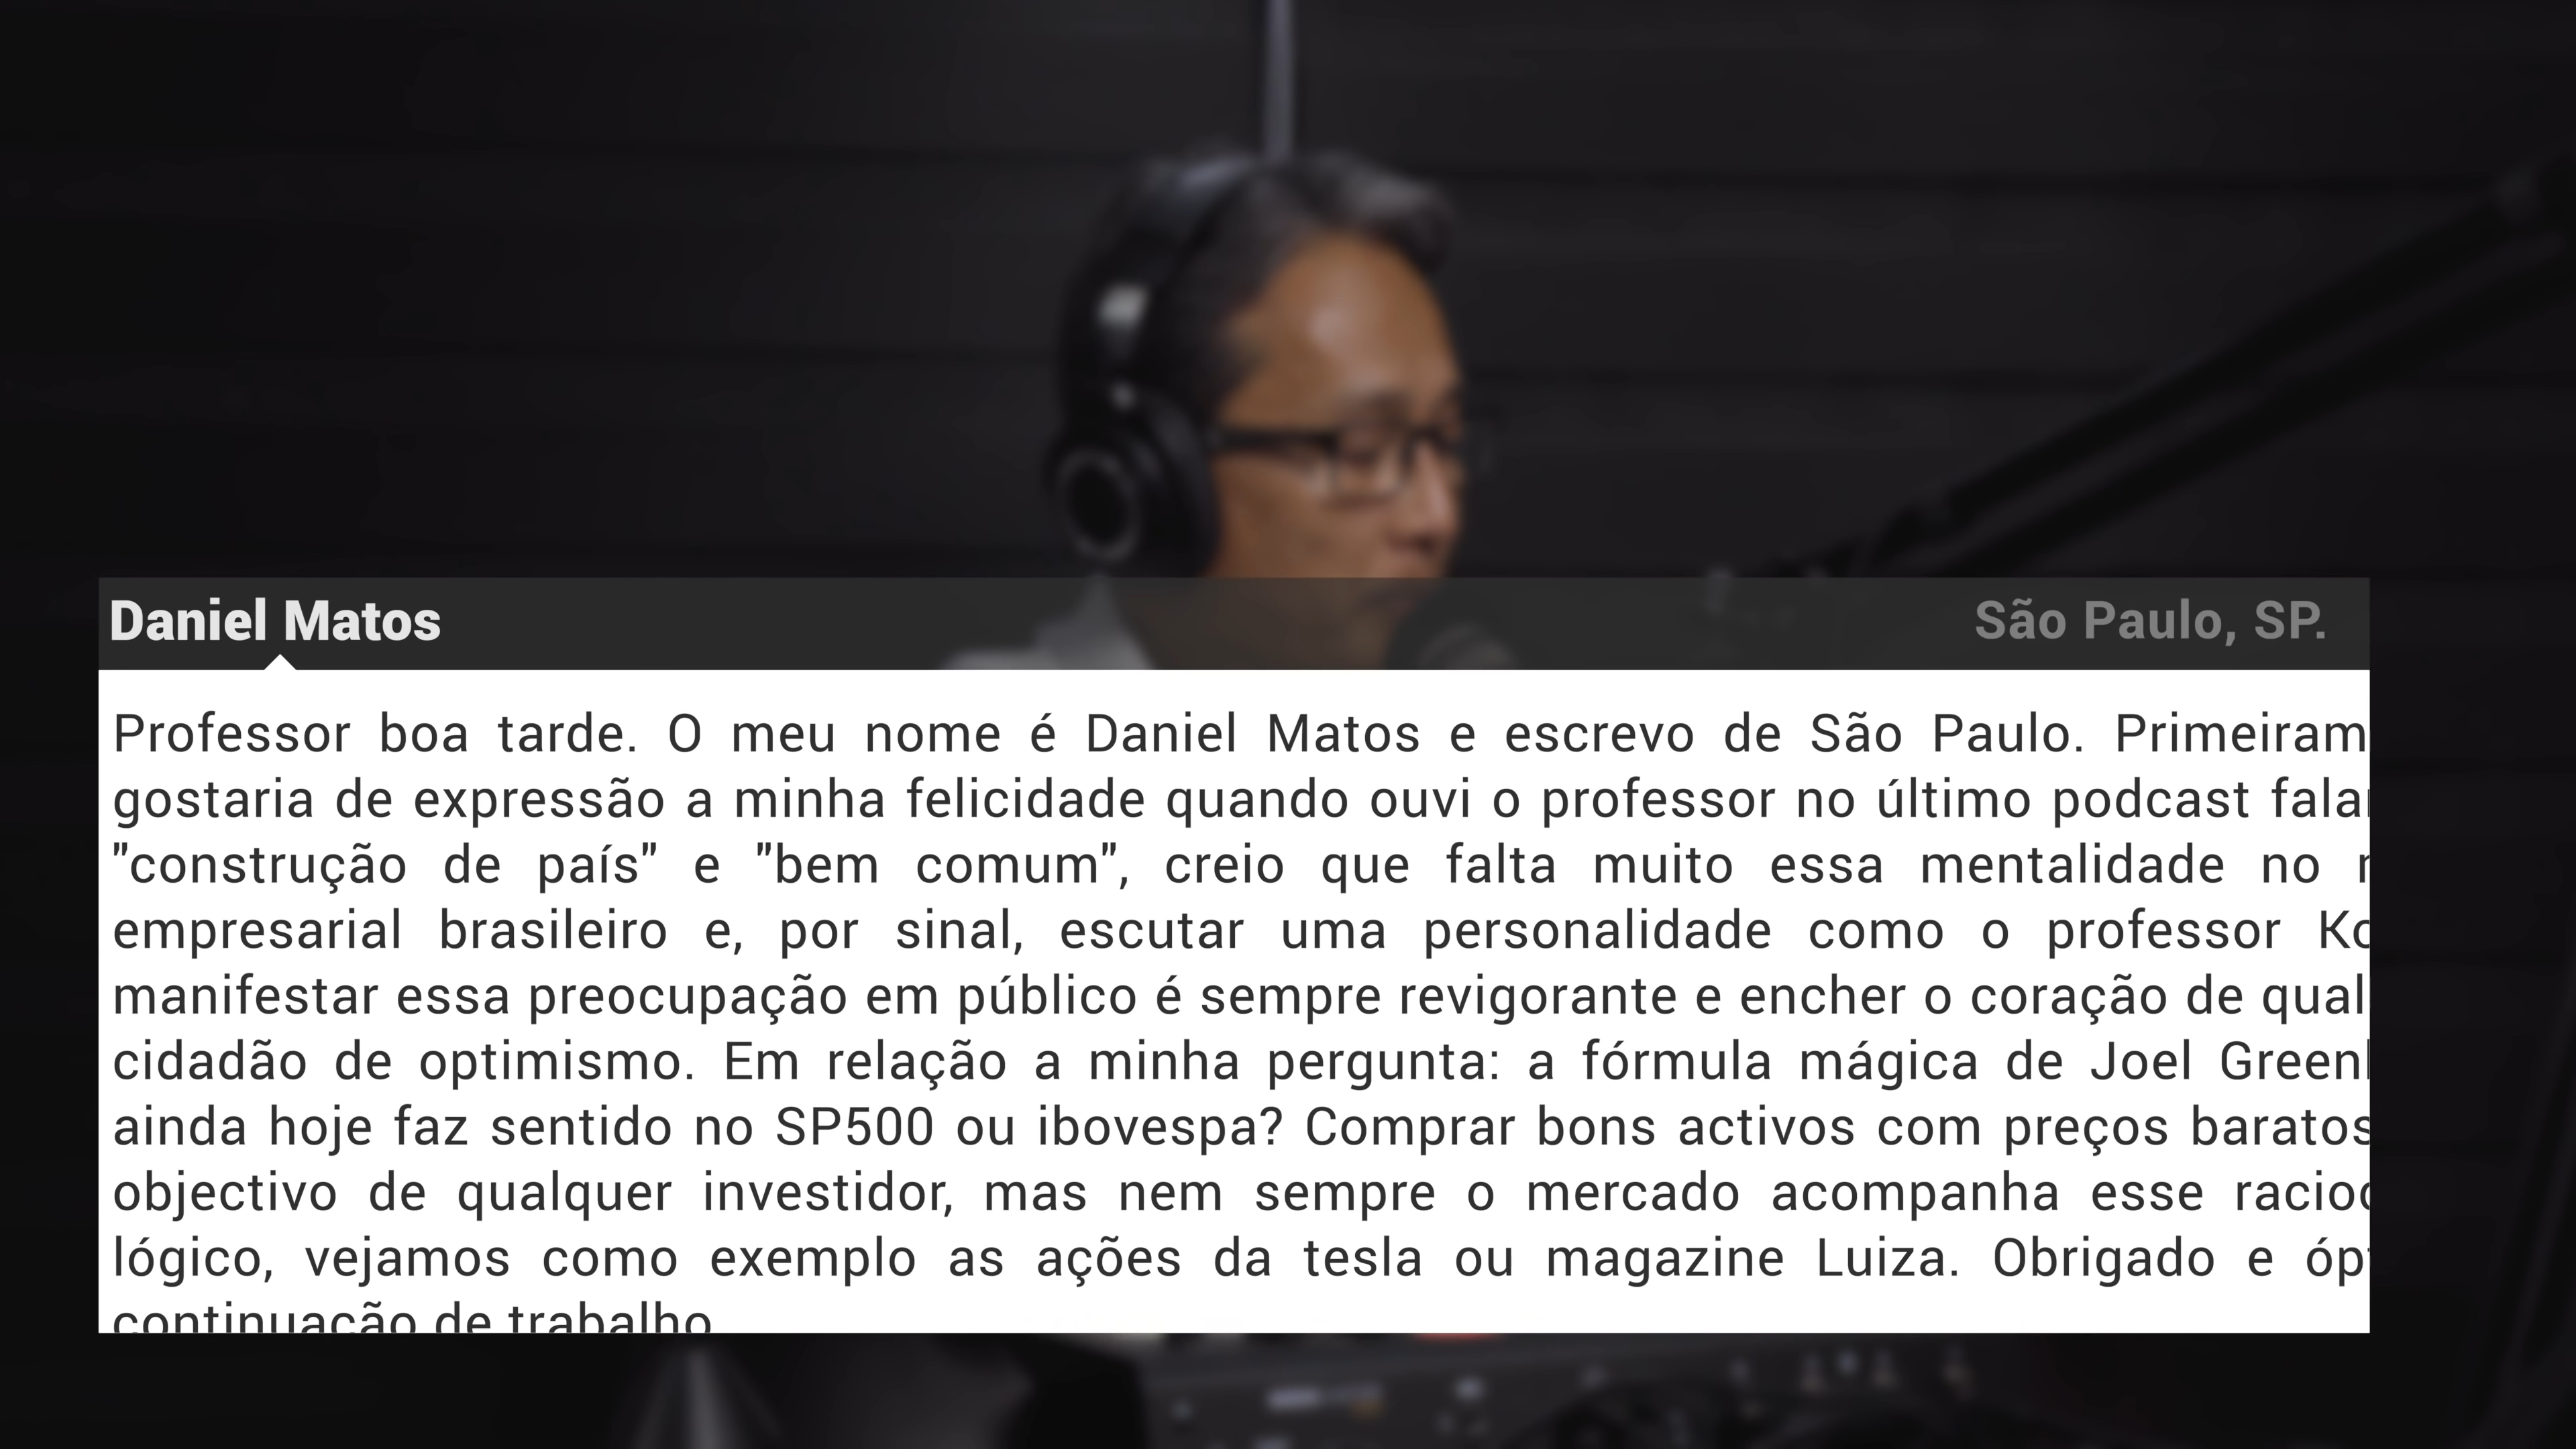 Daniel Matos
São Paulo, SP.
Professor boa tarde. O meu nome é Daniel Matos e escrevo de São Paulo.
gostaria de expressão a minha felicidade quando ouvi o professor no último podcast
"construção de país" e "bem comum", creio que falta muito essa mentalidade no
empresarial brasileiro e, por sinal, escutar uma personalidade como o professor
manifestar essa preocupação em público é sempre revigorante e encher o coração de
cidadão de optimismo. Em relação a minha pergunta: a fórmula mágica de Joel
ainda hoje faz sentido no SP500 ou ibovespa? Comprar bons activos com preços baratos
objectivo de qualquer investidor, mas nem sempre o mercado acompanha esse
lógico, vejamos como exemplo as ações da tesla ou magazine Luiza. Obrigado e
continuação de trabalho